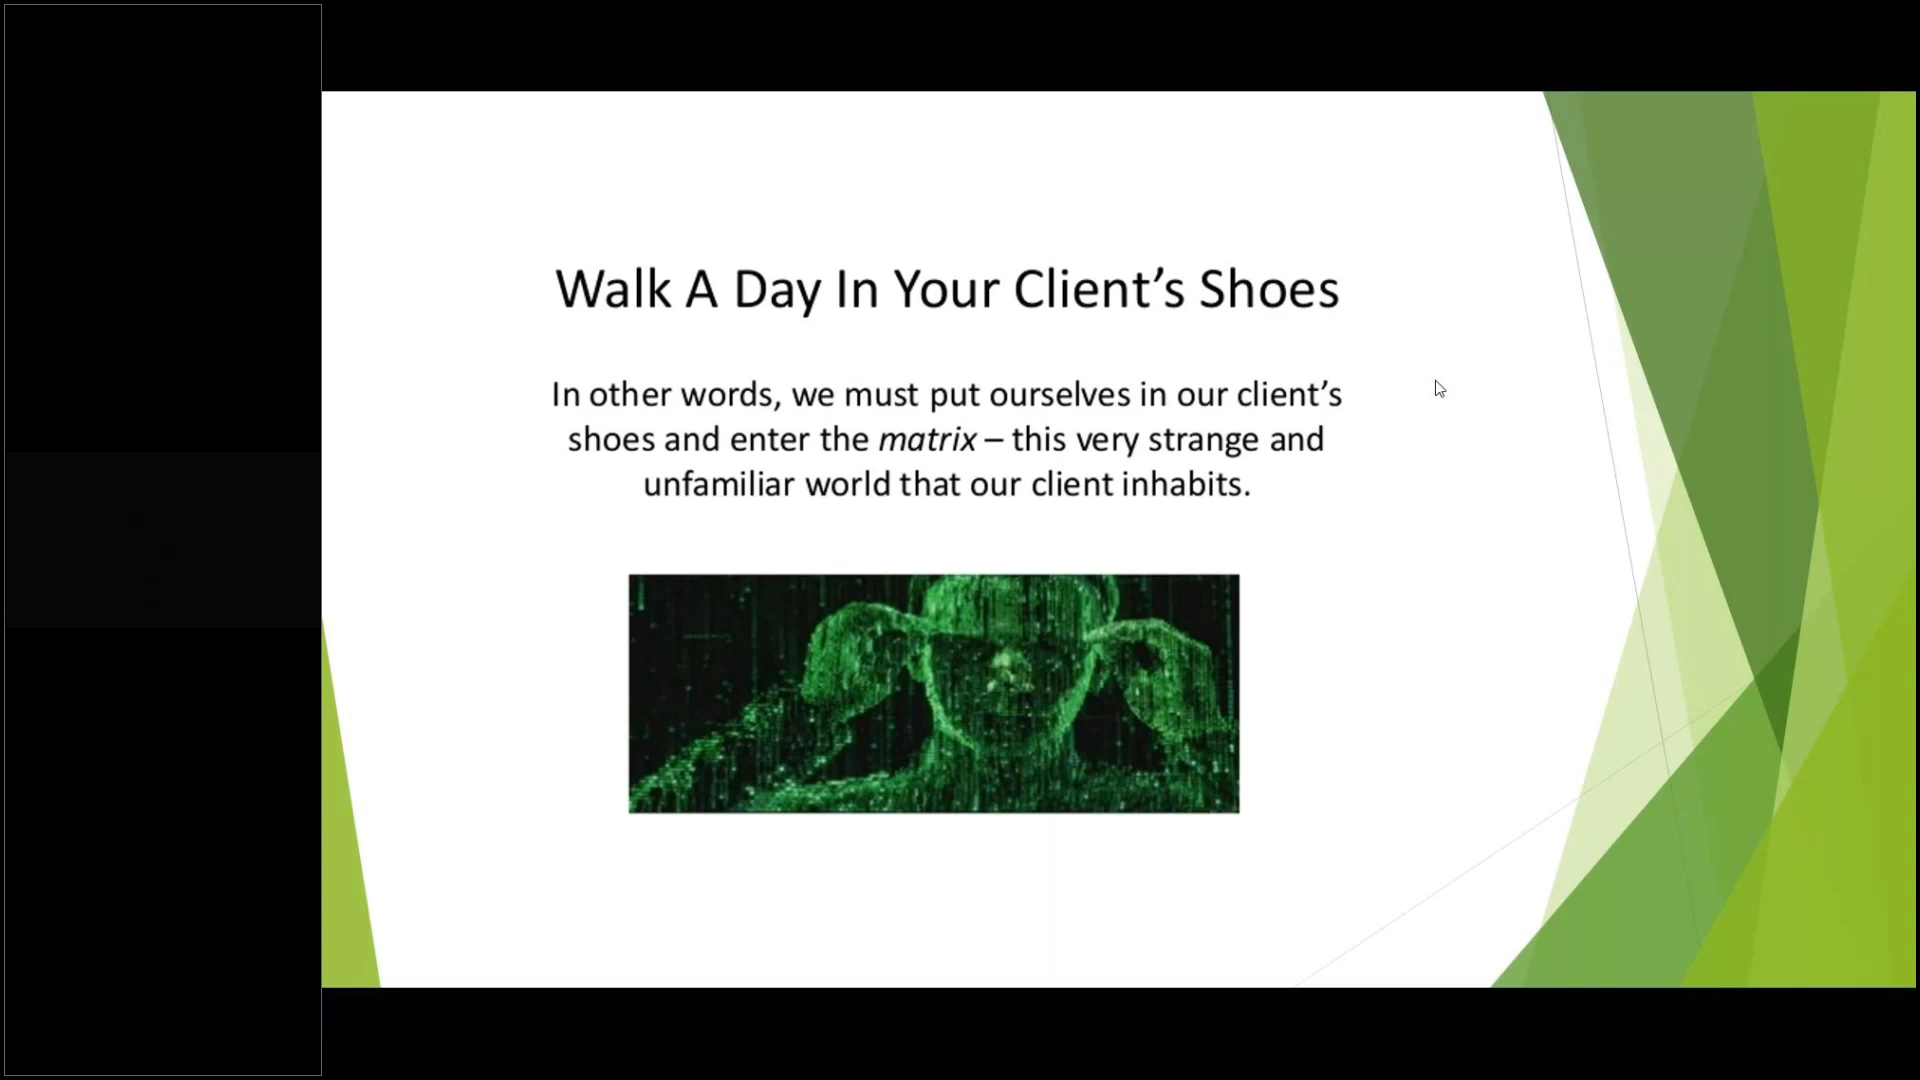 Walk A Day In Your Client’s Shoes
In other words, we must put ourselves in our client’s
shoes and enter the matrix – this very strange and
unfamiliar world that our client inhabits.